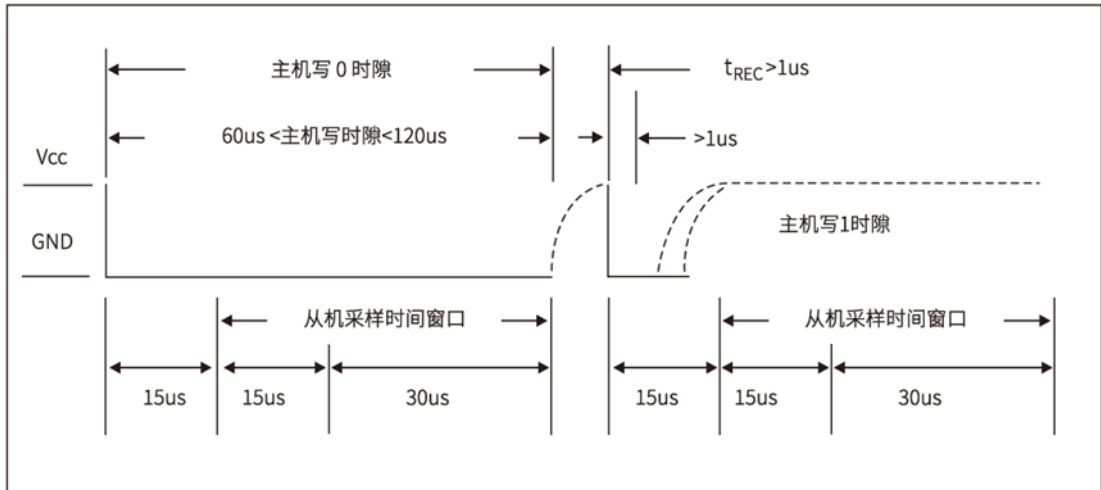 主机写 0 时隙
tREC>1us
60us <主机写时隙<120us
>1us
Vcc
GND
主机写1时隙
从机采样时间窗口
从机采样时间窗口
15us
15us
30us
15us
15us
30us